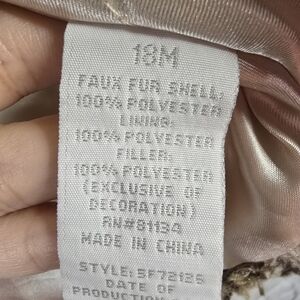 18M
FAUX FUR SHELL:
100% POLYESTER
LINING:
100% POLYESTER
FILLER:
100% POLYESTER
(EXCLUSIVE OF
DECORATION)
RN#81134
MADE IN CHINA
STYLE: SF72125
DATE OF
PRODUCTION: